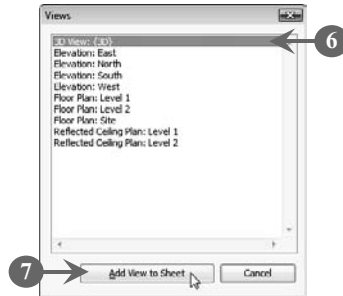 Views
3D View: {3D}
6
Elevation: East
Elevation: North
Elevation: South
Elevation: West
Floor Plan: Level 1
Floor Plan: Level 2
Floor Plan: Site
Reflected Ceiling Plan: Level 1
Reflected Ceiling Plan: Level 2
7
Add View to Sheet
Cancel